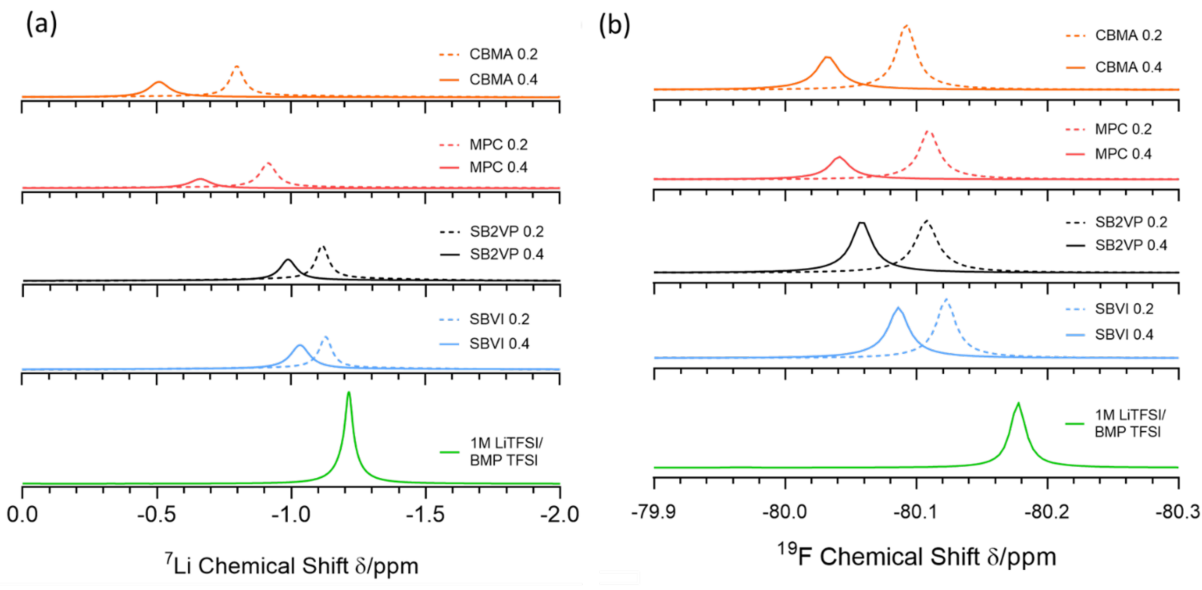 (a)
CBMA 0.2
CBMA 0.4
MPC 0.2
MPC 0.4
SB2VP 0.2
SB2VP 0.4
SBVI 0.2
SBVI 0.4
1M LiTFSI/
BMP TFSI
0.0 -0.5 -1.0 -1.5 -2.0
⁷Li Chemical Shift δ/ppm
(b)
CBMA 0.2
CBMA 0.4
MPC 0.2
MPC 0.4
SB2VP 0.2
SB2VP 0.4
SBVI 0.2
SBVI 0.4
1M LiTFSI/
BMP TFSI
-79.9 -80.0 -80.1 -80.2 -80.3
¹⁹F Chemical Shift δ/ppm